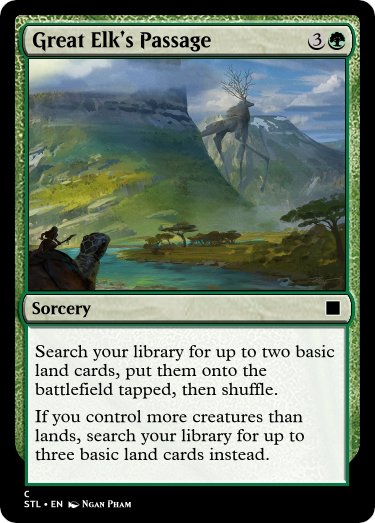 Great Elk's Passage 3
Sorcery
Search your library for up to two basic
land cards, put them onto the
battlefield tapped, then shuffle.
If you control more creatures than
lands, search your library for up to
three basic land cards instead.
C
STL • EN Ngan Pham